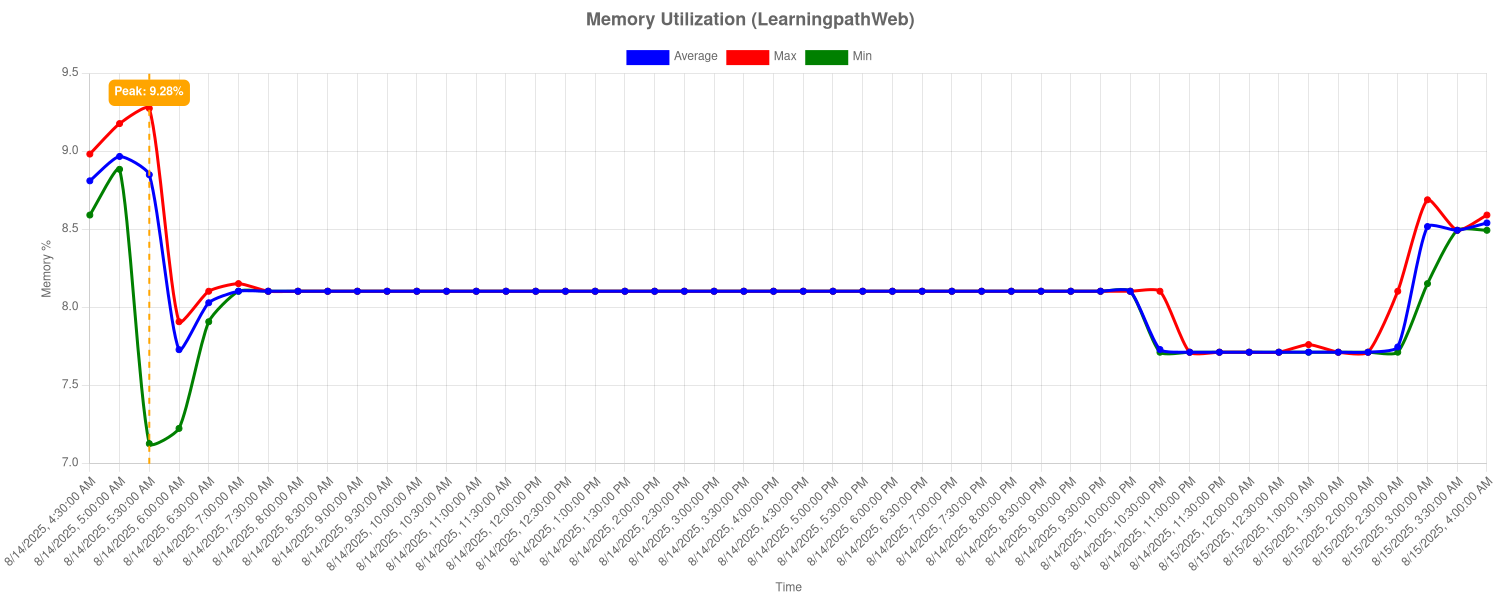 Memory Utilization (LearningpathWeb)
Average
Max
Min
Peak: 9.28%
9.5
9.0
8.5
8.0
7.5
7.0
Memory %
8/14/2025, 4:30:00 AM
8/14/2025, 5:00:00 AM
8/14/2025, 5:30:00 AM
8/14/2025, 6:00:00 AM
8/14/2025, 6:30:00 AM
8/14/2025, 7:00:00 AM
8/14/2025, 7:30:00 AM
8/14/2025, 8:00:00 AM
8/14/2025, 8:30:00 AM
8/14/2025, 9:00:00 AM
8/14/2025, 9:30:00 AM
8/14/2025, 10:00:00 AM
8/14/2025, 10:30:00 AM
8/14/2025, 11:00:00 AM
8/14/2025, 11:30:00 AM
8/14/2025, 12:00:00 PM
8/14/2025, 12:30:00 PM
8/14/2025, 1:00:00 PM
8/14/2025, 1:30:00 PM
8/14/2025, 2:00:00 PM
8/14/2025, 2:30:00 PM
8/14/2025, 3:00:00 PM
8/14/2025, 3:30:00 PM
8/14/2025, 4:00:00 PM
8/14/2025, 4:30:00 PM
8/14/2025, 5:00:00 PM
8/14/2025, 5:30:00 PM
8/14/2025, 6:00:00 PM
8/14/2025, 6:30:00 PM
8/14/2025, 7:00:00 PM
8/14/2025, 7:30:00 PM
8/14/2025, 8:00:00 PM
8/14/2025, 8:30:00 PM
8/14/2025, 9:00:00 PM
8/14/2025, 9:30:00 PM
8/14/2025, 10:00:00 PM
8/14/2025, 10:30:00 PM
8/14/2025, 11:00:00 PM
8/14/2025, 11:30:00 PM
8/15/2025, 12:00:00 AM
8/15/2025, 12:30:00 AM
8/15/2025, 1:00:00 AM
8/15/2025, 1:30:00 AM
8/15/2025, 2:00:00 AM
8/15/2025, 2:30:00 AM
8/15/2025, 3:00:00 AM
8/15/2025, 3:30:00 AM
8/15/2025, 4:00:00 AM
Time